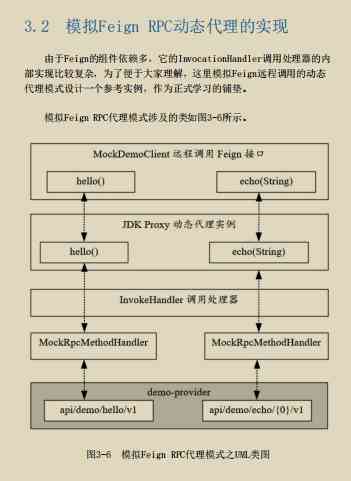 3.2 模拟Feign RPC动态代理的实现
由于Feign的组件依赖多，它的InvocationHandler调用处理器的内
部实现比较复杂，为了便于大家理解，这里模拟Feign远程调用的动态
代理模式设计一个参考实例，作为正式学习的铺垫。
模拟Feign RPC代理模式涉及的类如图3-6所示。
MockDemoClient 远程调用 Feign 接口
hello() echo(String)
JDK Proxy 动态代理实例
hello() echo(String)
InvokeHandler 调用处理器
MockRpcMethodHandler MockRpcMethodHandler
demo-provider
api/demo/hello/v1 api/demo/echo/{0}/v1
图3-6 模拟Feign RPC代理模式之UML类图